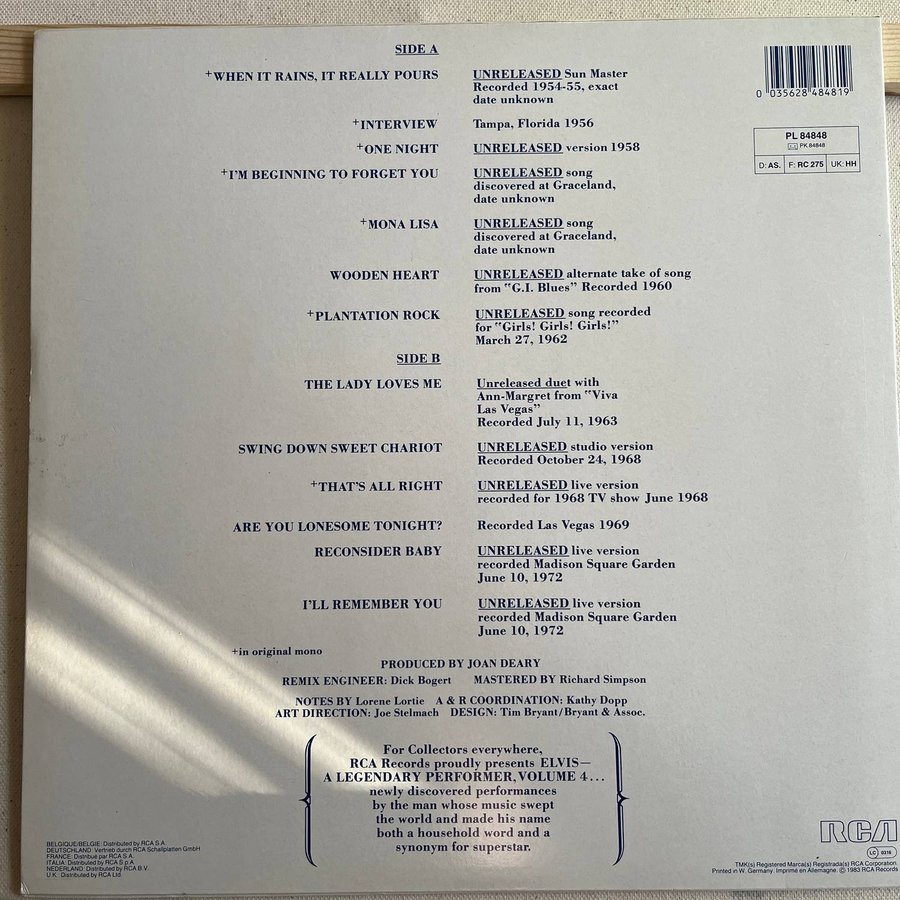 SIDE A
+WHEN IT RAINS, IT REALLY POURS UNRELEASED Sun Master
Recorded 1954-55, exact
date unknown
+INTERVIEW Tampa, Florida 1956
+ONE NIGHT UNRELEASED version 1958
+I'M BEGINNING TO FORGET YOU UNRELEASED song
discovered at Graceland,
date unknown
+MONA LISA UNRELEASED song
discovered at Graceland,
date unknown
WOODEN HEART UNRELEASED alternate take of song
from "G.I. Blues" Recorded 1960
+PLANTATION ROCK UNRELEASED song recorded
for "Girls! Girls! Girls!"
March 27, 1962
SIDE B
THE LADY LOVES ME Unreleased duet with
Ann-Margret from "Viva
Las Vegas"
Recorded July 11, 1963
SWING DOWN SWEET CHARIOT UNRELEASED studio version
Recorded October 24, 1968
+THAT'S ALL RIGHT UNRELEASED live version
recorded for 1968 TV show June 1968
ARE YOU LONESOME TONIGHT? Recorded Las Vegas 1969
RECONSIDER BABY UNRELEASED live version
recorded Madison Square Garden
June 10, 1972
I'LL REMEMBER YOU UNRELEASED live version
recorded Madison Square Garden
June 10, 1972
+in original mono
PRODUCED BY JOAN DEARY
REMIX ENGINEER: Dick Bogert MASTERED BY Richard Simpson
NOTES BY Lorene Lortie A & R COORDINATION: Kathy Dopp
ART DIRECTION: Joe Stelmach DESIGN: Tim Bryant/Bryant & Assoc.
For Collectors everywhere,
RCA Records proudly presents ELVIS—
A LEGENDARY PERFORMER, VOLUME 4...
newly discovered performances
by the man whose music swept
the world and made his name
both a household word and a
synonym for superstar.
0 035628 484819
PL 84848
PK 84848
D: AS. F: RC 275 UK: HH
BELGIQUE/BELGIE: Distributed by RCA S.A.
DEUTSCHLAND: Vertrieb durch RCA Schallplatten GmbH
FRANCE: Distribué par RCA S.A.
ITALIA: Distributed by RCA S.p.A.
NEDERLAND: Distributed by RCA B.V.
U.K.: Distributed by RCA Ltd.
RCA
LC 0316
TMK(s) Registered Marca(s) Registrada(s) RCA Corporation.
Printed in W. Germany. Imprimé en Allemagne. © 1983 RCA Records